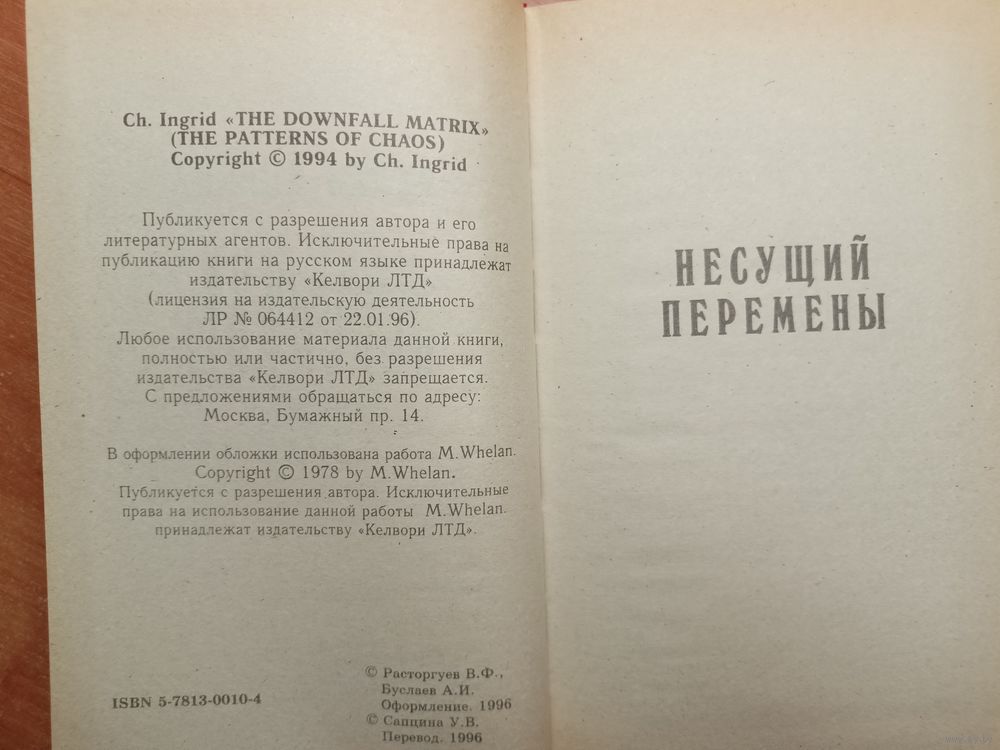 Ch. Ingrid «THE DOWNFALL MATRIX»
(THE PATTERNS OF CHAOS)
Copyright © 1994 by Ch. Ingrid
Публикуется с разрешения автора и его
литературных агентов. Исключительные права на
публикацию книги на русском языке принадлежат
издательству «Келвори ЛТД»
(лицензия на издательскую деятельность
ЛР № 064412 от 22.01.96).
Любое использование материала данной книги,
полностью или частично, без разрешения
издательства «Келвори ЛТД» запрещается.
С предложениями обращаться по адресу:
Москва, Бумажный пр. 14.
В оформлении обложки использована работа M.Whelan.
Copyright © 1978 by M.Whelan.
Публикуется с разрешения автора. Исключительные
права на использование данной работы M.Whelan.
принадлежат издательству «Келвори ЛТД».
ISBN 5-7813-0010-4
© Расторгуев В.Ф.,
Буслаев А.И.
Оформление. 1996
© Сапцина У.В.
Перевод. 1996
НЕСУЩИЙ
ПЕРЕМЕНЫ